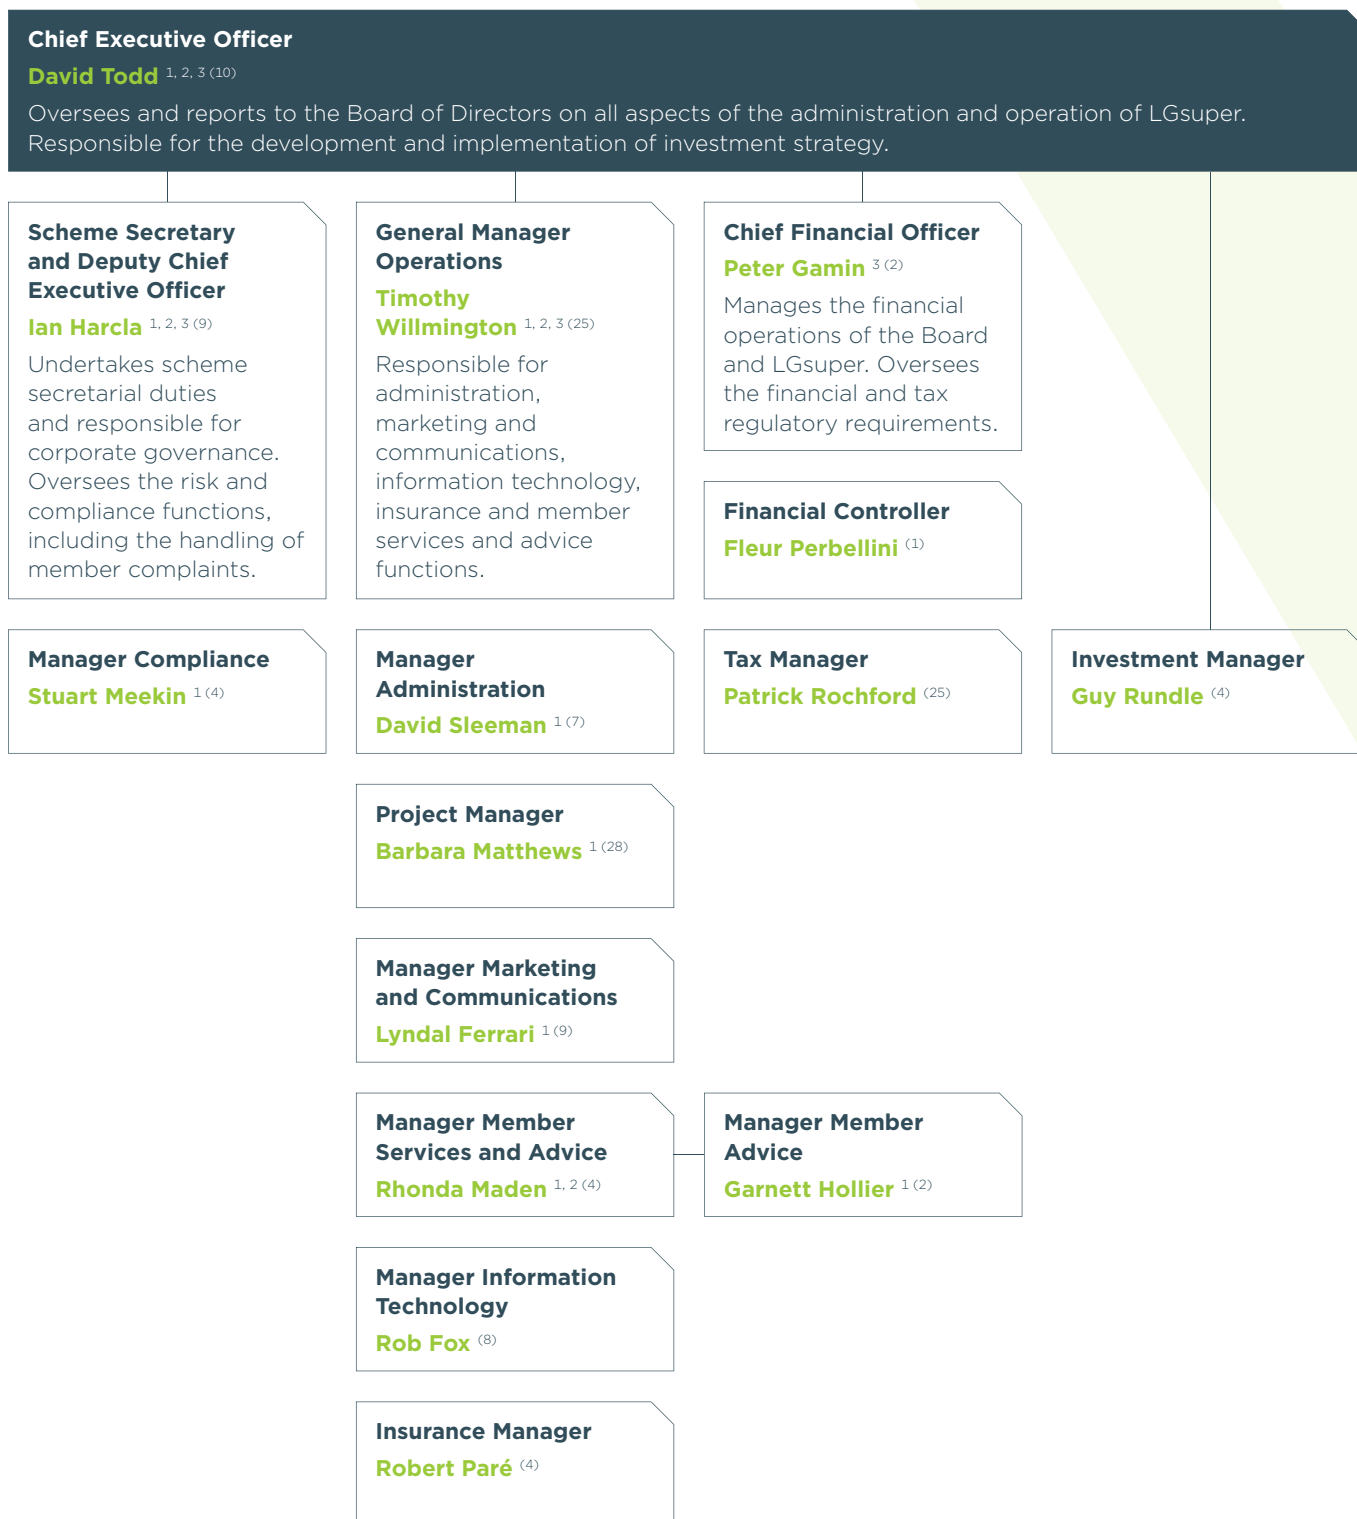 Chief Executive Officer
David Todd 1, 2, 3 (10)
Oversees and reports to the Board of Directors on all aspects of the administration and operation of LGsuper.
Responsible for the development and implementation of investment strategy.
Scheme Secretary
and Deputy Chief
Executive Officer
Ian Harcla 1, 2, 3 (9)
Undertakes scheme
secretarial duties
and responsible for
corporate governance.
Oversees the risk and
compliance functions,
including the handling of
member complaints.
General Manager
Operations
Timothy
Willmington 1, 2, 3 (25)
Responsible for
administration,
marketing and
communications,
information technology,
insurance and member
services and advice
functions.
Chief Financial Officer
Peter Gamin 3 (2)
Manages the financial
operations of the Board
and LGsuper. Oversees
the financial and tax
regulatory requirements.
Financial Controller
Fleur Perbellini (1)
Manager Compliance
Stuart Meekin 1 (4)
Manager
Administration
David Sleeman 1 (7)
Tax Manager
Patrick Rochford (25)
Investment Manager
Guy Rundle (4)
Project Manager
Barbara Matthews 1 (28)
Manager Marketing
and Communications
Lyndal Ferrari 1 (9)
Manager Member
Services and Advice
Rhonda Maden 1, 2 (4)
Manager Member
Advice
Garnett Hollier 1 (2)
Manager Information
Technology
Rob Fox (8)
Insurance Manager
Robert Paré (4)